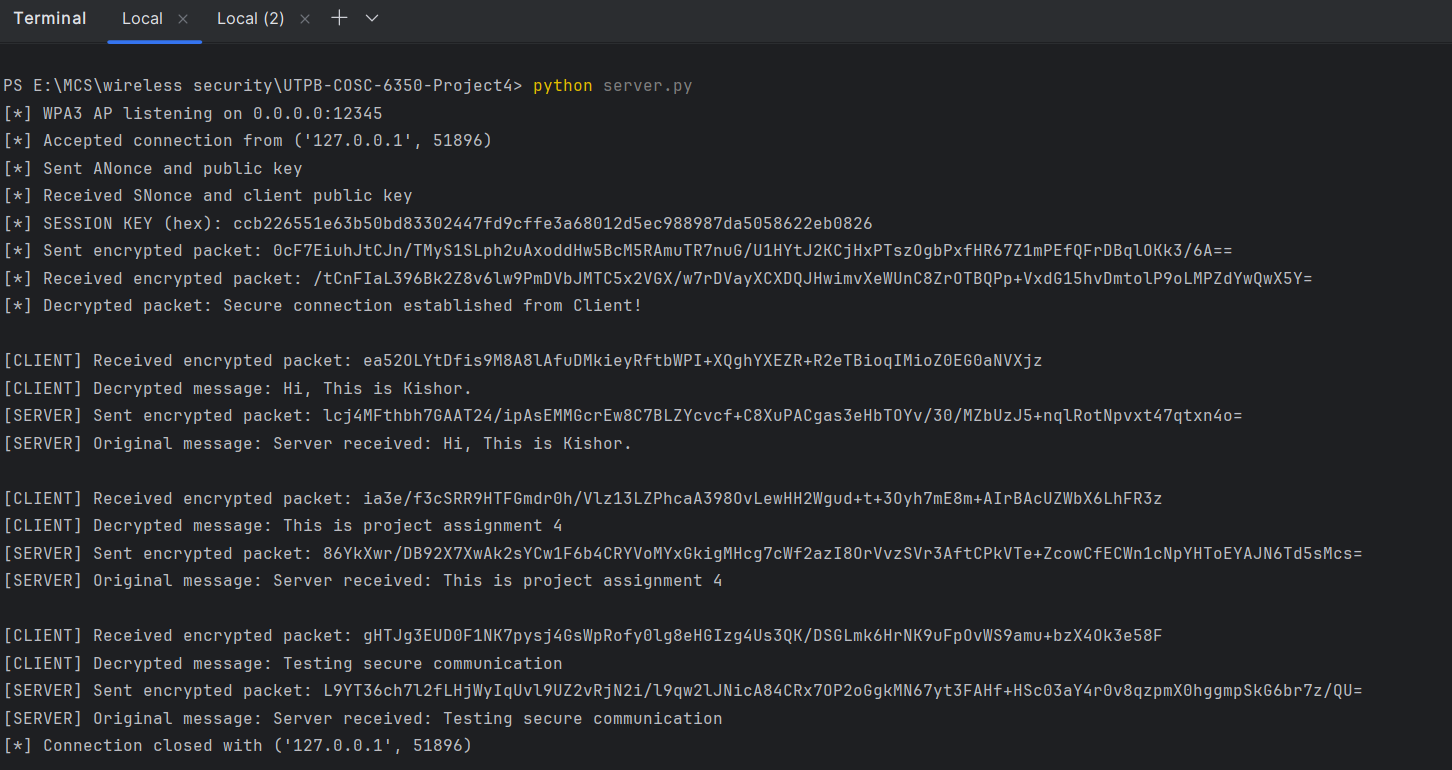 Terminal Local × Local (2) ×
PS E:\MCS\wireless security\UTPB-COSC-6350-Project4> python server.py
[*] WPA3 AP listening on 0.0.0.0:12345
[*] Accepted connection from ('127.0.0.1', 51896)
[*] Sent ANonce and public key
[*] Received SNonce and client public key
[*] SESSION KEY (hex): ccb226551e63b50bd83302447fd9cffe3a68012d5ec988987da5058622eb0826
[*] Sent encrypted packet: 0cF7EiuhJtCJn/TMyS1SLph2uAxoddHw5BcM5RAmuTR7nuG/U1HYtJ2KCjHxPTszOgbPxfHR67Z1mPEfQFrDBqlOKk3/6A==
[*] Received encrypted packet: /tCnFIaL396Bk2Z8v6lw9PmDVbJMTC5x2VGX/w7rDVayXCXDQJHwimvXeWUnC8ZrOTBQPp+VxdG15hvDmtolP9oLMPZdYwQwX5Y=
[*] Decrypted packet: Secure connection established from Client!
[CLIENT] Received encrypted packet: ea52OLYtDfis9M8A8lAfuDMkieyRftbWPI+XQghYXEZR+R2eTBioqIMioZ0EG0aNVXjz
[CLIENT] Decrypted message: Hi, This is Kishor.
[SERVER] Sent encrypted packet: lcj4MFthbh7GAAT24/ipAsEMMGcrEw8C7BLZYcvcf+C8XuPACgas3eHbTOYv/30/MZbUzJ5+nqlRotNpvxt47qtxn4o=
[SERVER] Original message: Server received: Hi, This is Kishor.
[CLIENT] Received encrypted packet: ia3e/f3cSRR9HTFGmdr0h/Vlz13LZPhcaA398OvLewHH2Wgud+t+3Oyh7mE8m+AIrBAcUZWbX6LhFR3z
[CLIENT] Decrypted message: This is project assignment 4
[SERVER] Sent encrypted packet: 86YkXwr/DB92X7XwAk2sYCw1F6b4CRYVoMYxGkigMHcg7cWf2azI8OrVvzSVr3AftCPkVTe+ZcowCfECWn1cNpYHToEYAJN6Td5sMcs=
[SERVER] Original message: Server received: This is project assignment 4
[CLIENT] Received encrypted packet: gHTJg3EUD0F1NK7pysj4GsWpRofy0lg8eHGIzg4Us3QK/DSGLmk6HrNK9uFpOvWS9amu+bzX4Ok3e58F
[CLIENT] Decrypted message: Testing secure communication
[SERVER] Sent encrypted packet: L9YT36ch7l2fLHjWyIqUvl9UZ2vRjN2i/l9qw2lJNicA84CRx7OP2oGgkMN67yt3FAHf+HSc03aY4r0v8qzpmX0hggmpSkG6br7z/QU=
[SERVER] Original message: Server received: Testing secure communication
[*] Connection closed with ('127.0.0.1', 51896)